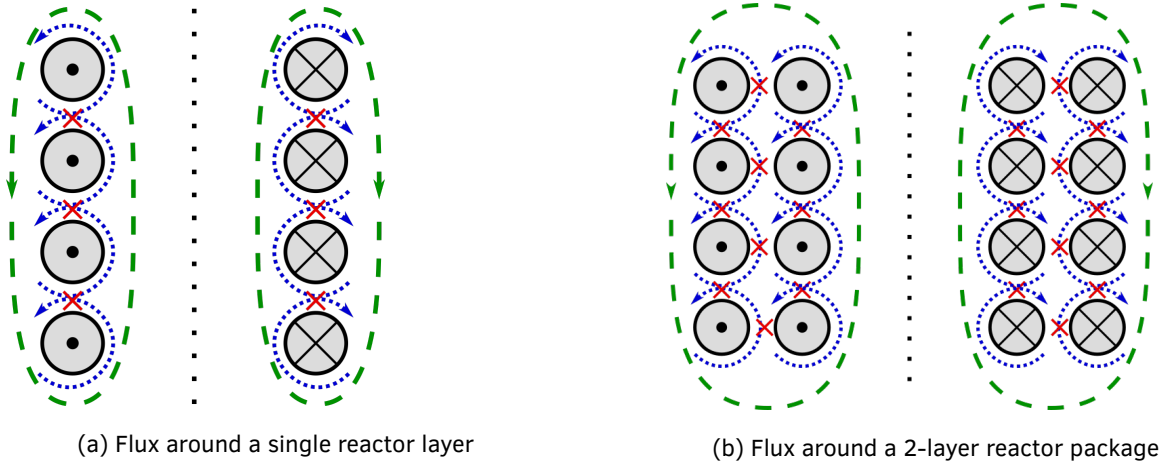 (a) Flux around a single reactor layer
(b) Flux around a 2-layer reactor package